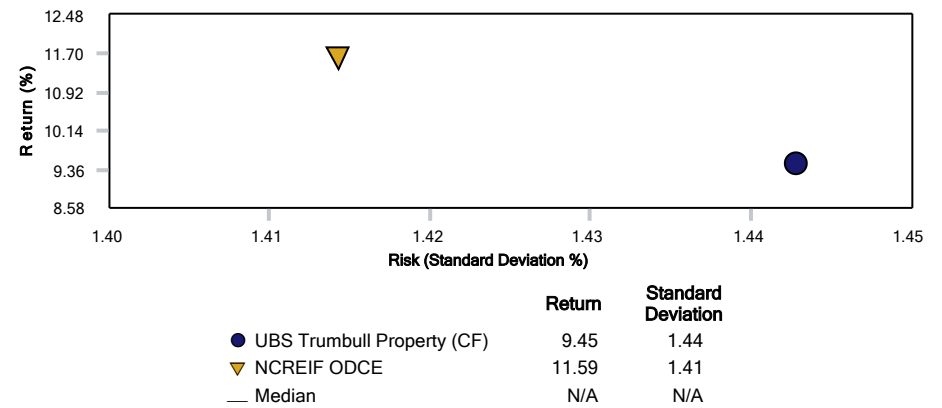 12.48
11.70
10.92
10.14
9.36
8.58
Return (%)
1.40 1.41 1.42 1.43 1.44 1.45
Risk (Standard Deviation %)
Return Standard Deviation
UBS Trumbull Property (CF) 9.45 1.44
NCREIF ODCE 11.59 1.41
Median N/A N/A